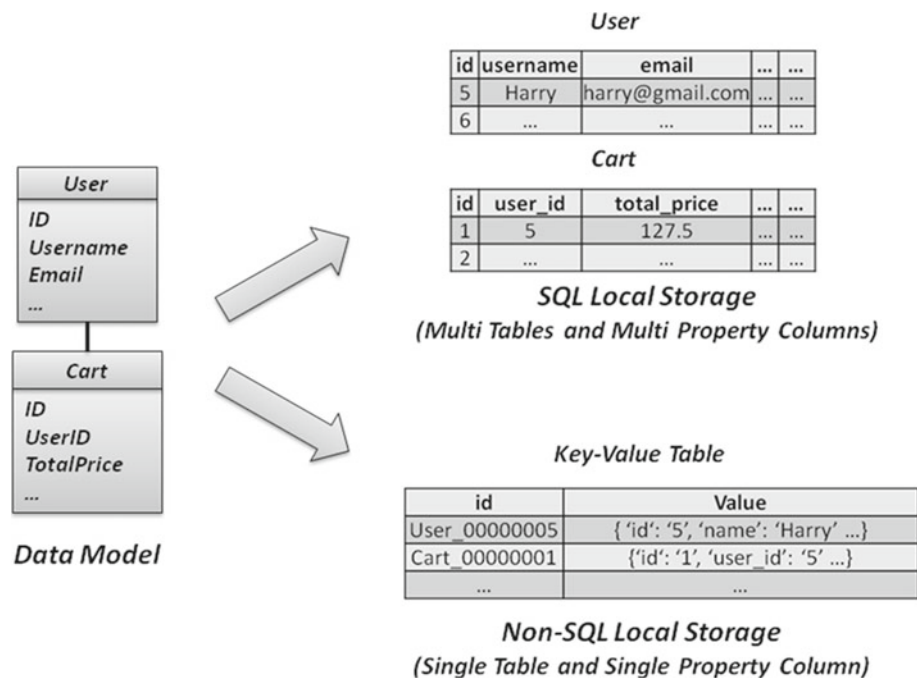 User
ID
Username
Email
...
Cart
ID
UserID
TotalPrice
...
Data Model
User
id username email ... ...
5 Harry harry@gmail.com ... ...
6 ... ... ... ...
Cart
id user_id total_price ... ...
1 5 127.5 ... ...
2 ... ... ... ...
SQL Local Storage
(Multi Tables and Multi Property Columns)
Key-Value Table
id Value
User_00000005 { ‘id‘: ‘5’, ‘name’: ‘Harry’ ...}
Cart_00000001 {‘id‘: ‘1’, ‘user_id’: ‘5’ ...}
... ...
Non-SQL Local Storage
(Single Table and Single Property Column)